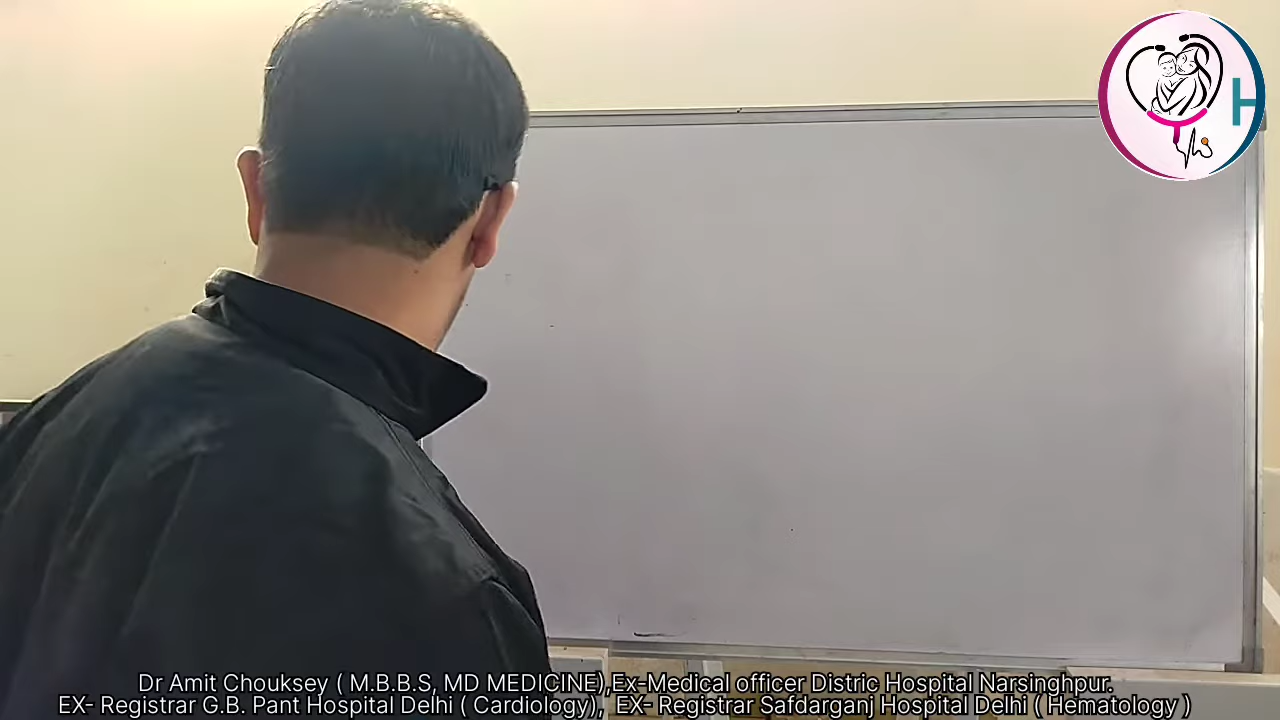 H
Dr Amit Chouksey ( M.B.B.S, MD MEDICINE),Ex-Medical officer Distric Hospital Narsinghpur.
EX- Registrar G.B. Pant Hospital Delhi ( Cardiology),  EX- Registrar Safdarganj Hospital Delhi ( Hematology )